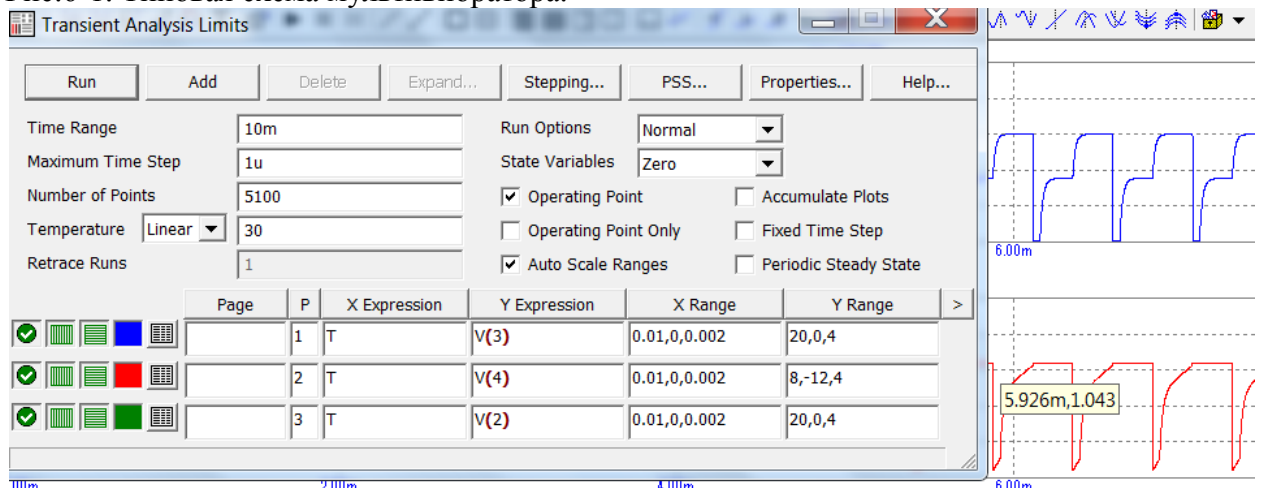 Transient Analysis Limits
Run Add Delete Expand... Stepping... PSS... Properties... Help...
Time Range 10m Run Options Normal
Maximum Time Step 1u State Variables Zero
Number of Points 5100 Operating Point Accumulate Plots
Temperature Linear 30 Operating Point Only Fixed Time Step
Retrace Runs 1 Auto Scale Ranges Periodic Steady State
Page P X Expression Y Expression X Range Y Range >
1 T V(3) 0.01,0,0.002 20,0,4
2 T V(4) 0.01,0,0.002 8,-12,4
3 T V(2) 0.01,0,0.002 20,0,4
6.00m
5.926m,1.043
2.00m 4.00m 6.00m